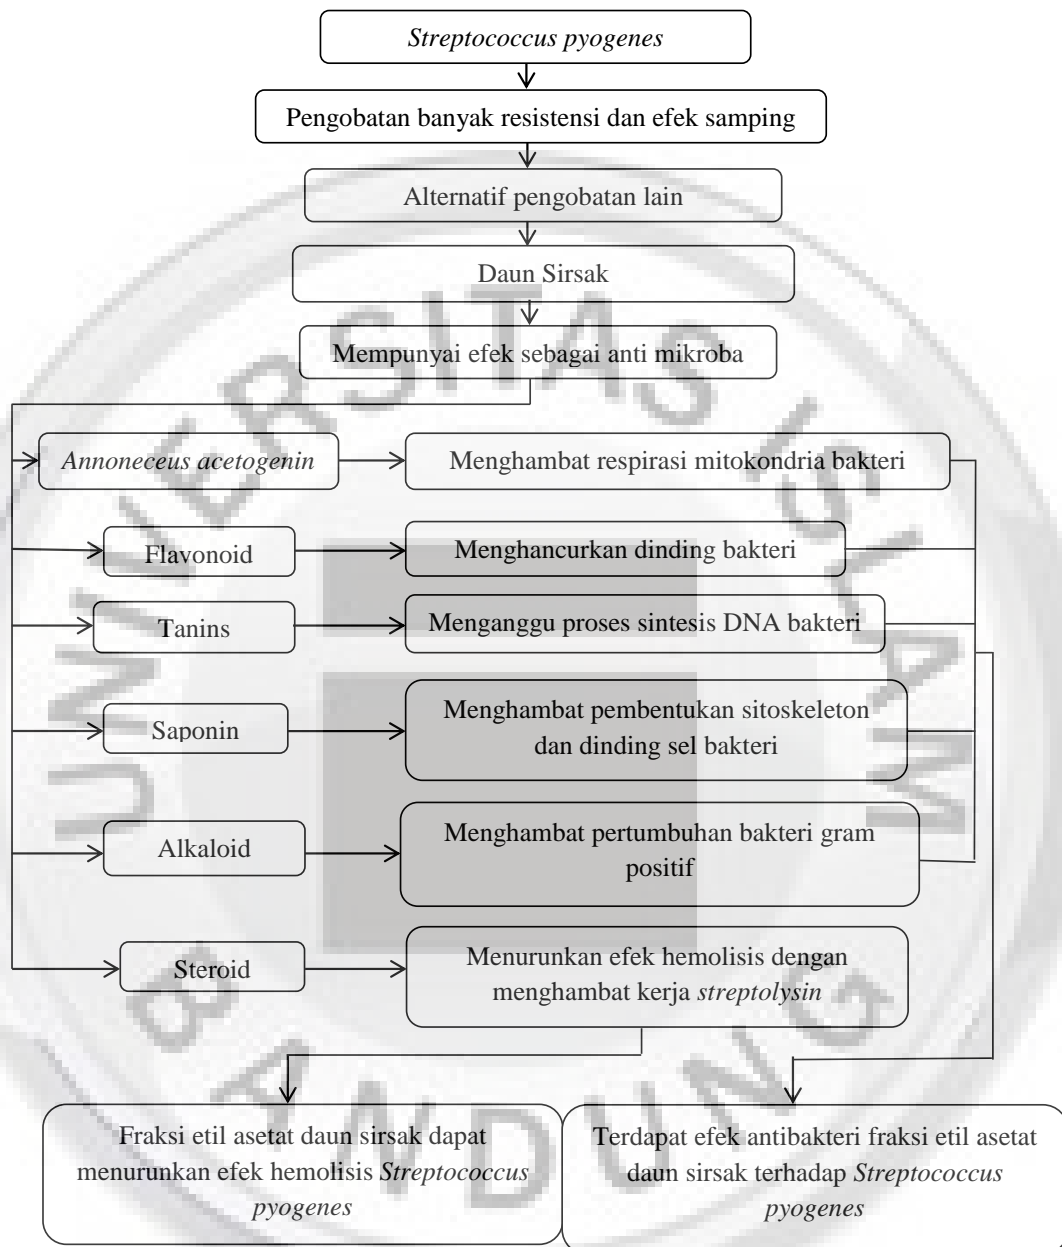 Streptococcus pyogenes
Pengobatan banyak resistensi dan efek samping
Alternatif pengobatan lain
Daun Sirsak
Mempunyai efek sebagai anti mikroba
Annoneceus acetogenin
Menghambat respirasi mitokondria bakteri
Flavonoid
Menghancurkan dinding bakteri
Tanins
Menganggu proses sintesis DNA bakteri
Saponin
Menghambat pembentukan sitoskeleton
dan dinding sel bakteri
Alkaloid
Menghambat pertumbuhan bakteri gram
positif
Steroid
Menurunkan efek hemolisis dengan
menghambat kerja streptolysin
Fraksi etil asetat daun sirsak dapat
menurunkan efek hemolisis Streptococcus
pyogenes
Terdapat efek antibakteri fraksi etil asetat
daun sirsak terhadap Streptococcus
pyogenes
UNIVERSITAS ISLAM
BANDUNG